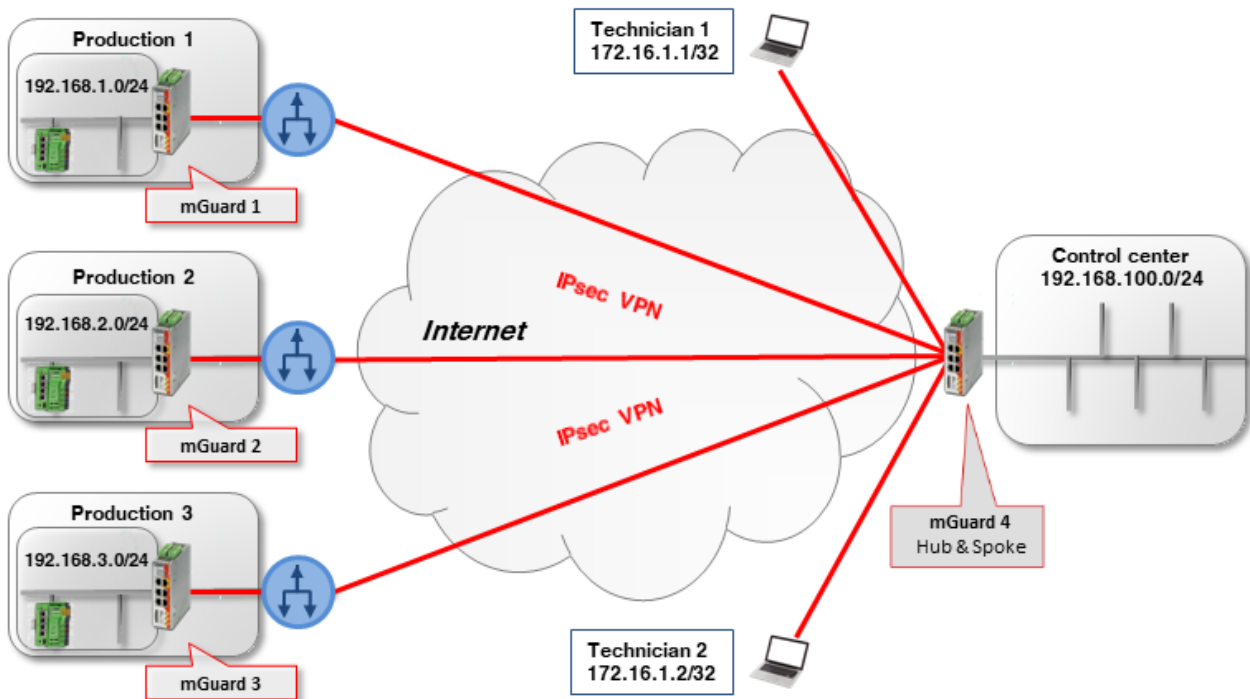 Production 1
192.168.1.0/24
mGuard 1
Technician 1
172.16.1.1/32
Production 2
192.168.2.0/24
mGuard 2
IPsec VPN
Internet
IPsec VPN
Control center
192.168.100.0/24
mGuard 4
Hub & Spoke
Production 3
192.168.3.0/24
mGuard 3
Technician 2
172.16.1.2/32